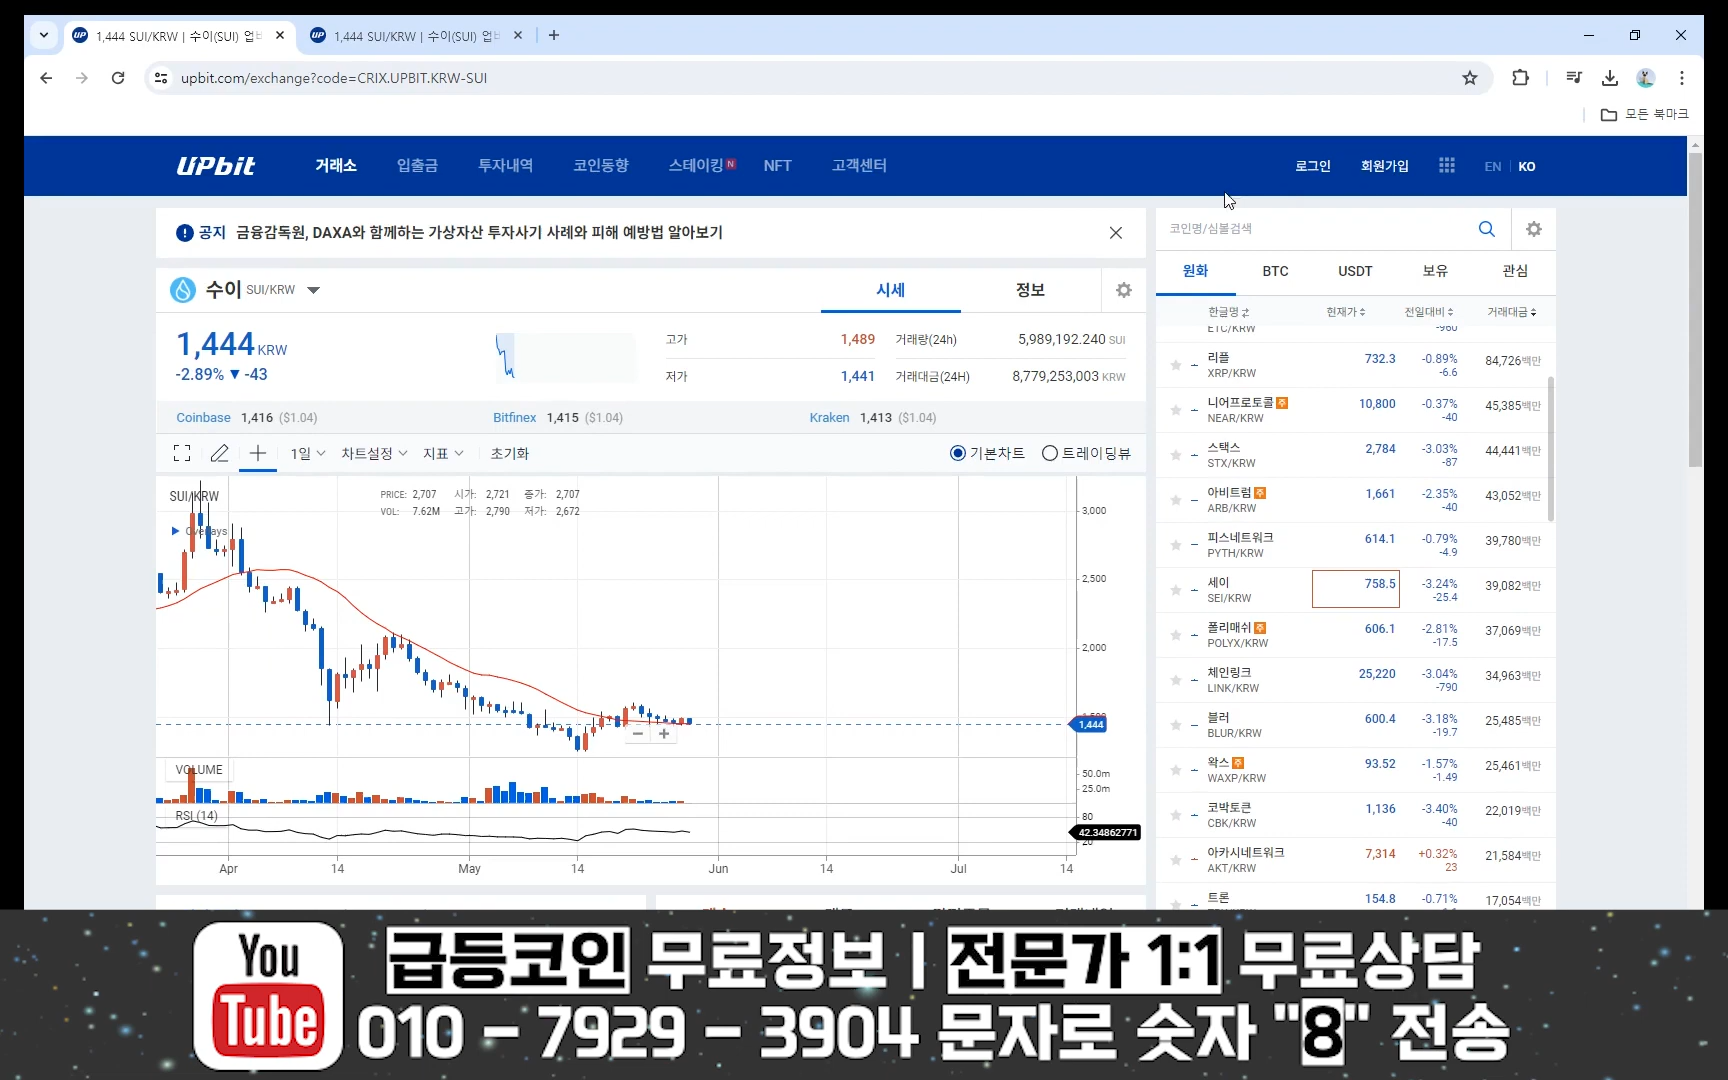 1,444 SUI/KRW | 수이(SUI) 업비
1,444 SUI/KRW | 수이(SUI) 업비
upbit.com/exchange?code=CRIX.UPBIT.KRW-SUI
모든 북마크
UPbit 거래소 입출금 투자내역 코인동향 스테이킹 N NFT 고객센터 로그인 회원가입 EN KO
공지 금융감독원, DAXA와 함께하는 가상자산 투자사기 사례와 피해 예방법 알아보기
수이 SUI/KRW 시세 정보
1,444 KRW
-2.89% ▼ -43
고가 1,489 거래량(24h) 5,989,192.240 SUI
저가 1,441 거래대금(24H) 8,779,253,003 KRW
Coinbase 1,416 ($1.04) Bitfinex 1,415 ($1.04) Kraken 1,413 ($1.04)
1일 차트설정 지표 초기화 기본차트 트레이딩뷰
SUI/KRW
PRICE: 2,707 시가: 2,721 종가: 2,707
VOL: 7.62M 고가: 2,790 저가: 2,672
Overlays
3,000
2,500
2,000
1,444
VOLUME
50.0m
25.0m
RSI (14)
80
42.34862771
20
Apr 14 May 14 Jun 14 Jul 14
코인명/심볼검색
원화 BTC USDT 보유 관심
한글명 현재가 전일대비 거래대금
ETC/KRW -960
리플 732.3 -0.89% 84,726백만
XRP/KRW -6.6
니어프로토콜 주 10,800 -0.37% 45,385백만
NEAR/KRW -40
스택스 2,784 -3.03% 44,441백만
STX/KRW -87
아비트럼 주 1,661 -2.35% 43,052백만
ARB/KRW -40
피스네트워크 614.1 -0.79% 39,780백만
PYTH/KRW -4.9
세이 758.5 -3.24% 39,082백만
SEI/KRW -25.4
폴리매쉬 주 606.1 -2.81% 37,069백만
POLYX/KRW -17.5
체인링크 25,220 -3.04% 34,963백만
LINK/KRW -790
블러 600.4 -3.18% 25,485백만
BLUR/KRW -19.7
왁스 주 93.52 -1.57% 25,461백만
WAXP/KRW -1.49
코박토큰 1,136 -3.40% 22,019백만
CBK/KRW -40
아카시네트워크 7,314 +0.32% 21,584백만
AKT/KRW 23
트론 154.8 -0.71% 17,054백만
You Tube
급등코인 무료정보 | 전문가 1:1 무료상담
010 - 7929 - 3904 문자로 숫자 "8" 전송